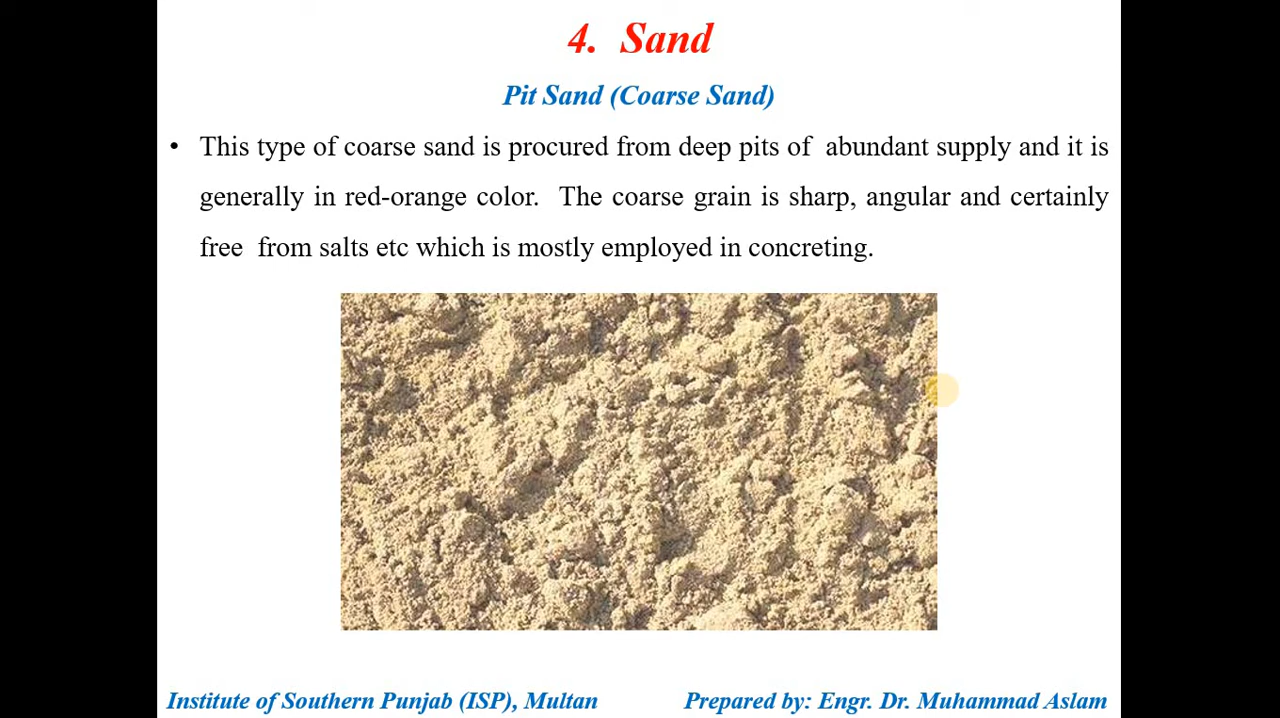 4. Sand
Pit Sand (Coarse Sand)
• This type of coarse sand is procured from deep pits of abundant supply and it is
generally in red-orange color. The coarse grain is sharp, angular and certainly
free from salts etc which is mostly employed in concreting.
Institute of Southern Punjab (ISP), Multan
Prepared by: Engr. Dr. Muhammad Aslam